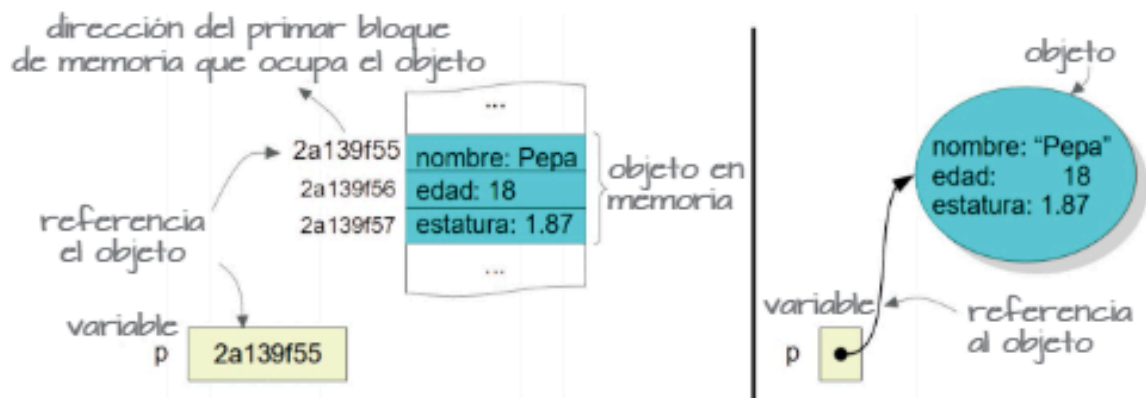 dirección del primar bloque
de memoria que ocupa el objeto
...
2a139f55
nombre: Pepa
2a139f56
edad: 18
2a139f57
estatura: 1.87
...
objeto en
memoria
referencia
el objeto
variable
p
2a139f55
objeto
nombre: “Pepa”
edad: 18
estatura: 1.87
variable
p
referencia
al objeto